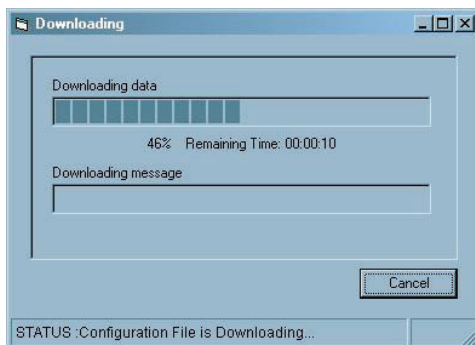 Downloading
Downloading data
46% Remaining Time: 00:00:10
Downloading message
Cancel
STATUS :Configuration File is Downloading...